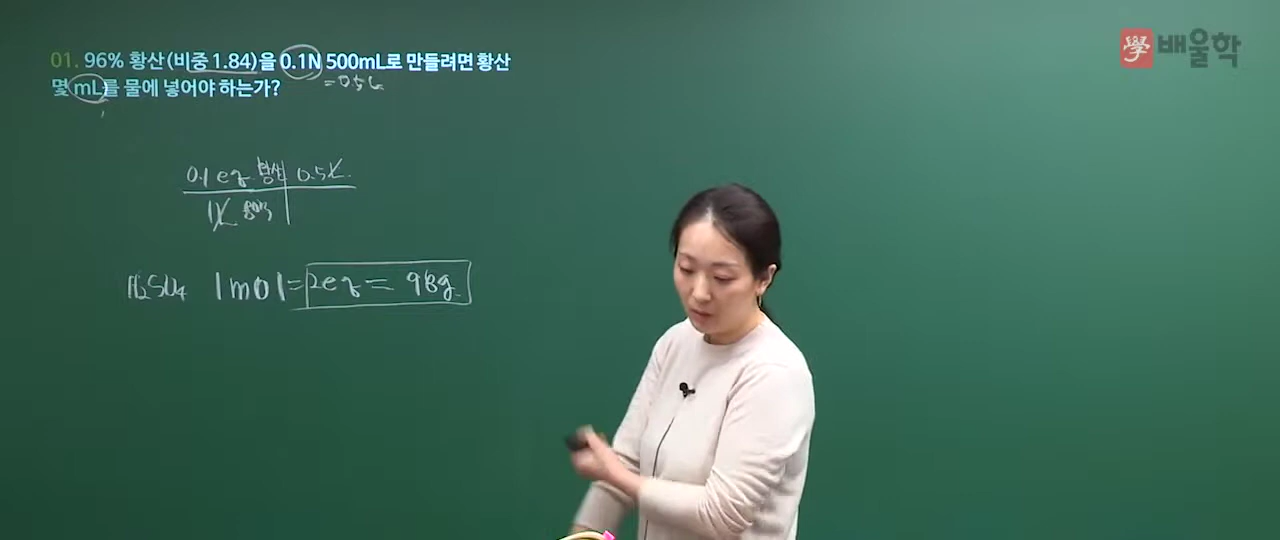 01. 96% 황산(비중 1.84)을 0.1N 500mL로 만들려면 황산
몇 mL를 물에 넣어야 하는가?
= 0.5L
學 배울학
0.1 eq 황산 0.5L
1L 용액
H₂SO₄ 1mol = 2eq = 98g